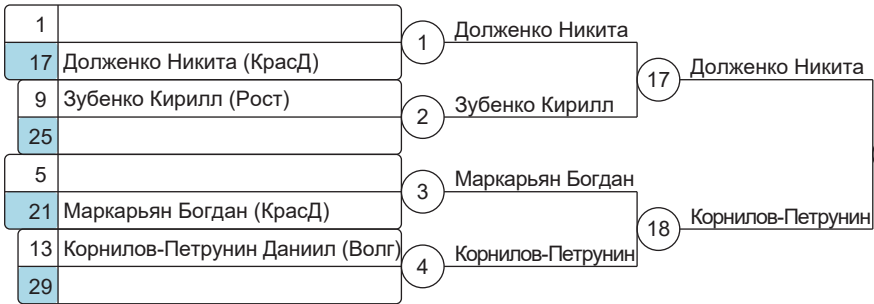 1
17 Долженко Никита (КрасД)
9 Зубенко Кирилл (Рост)
25
5
21 Маркарьян Богдан (КрасД)
13 Корнилов-Петрунин Даниил (Волг)
29
1
2
3
4
Долженко Никита
Зубенко Кирилл
Маркарьян Богдан
Корнилов-Петрунин
17
18
Долженко Никита
Корнилов-Петрунин